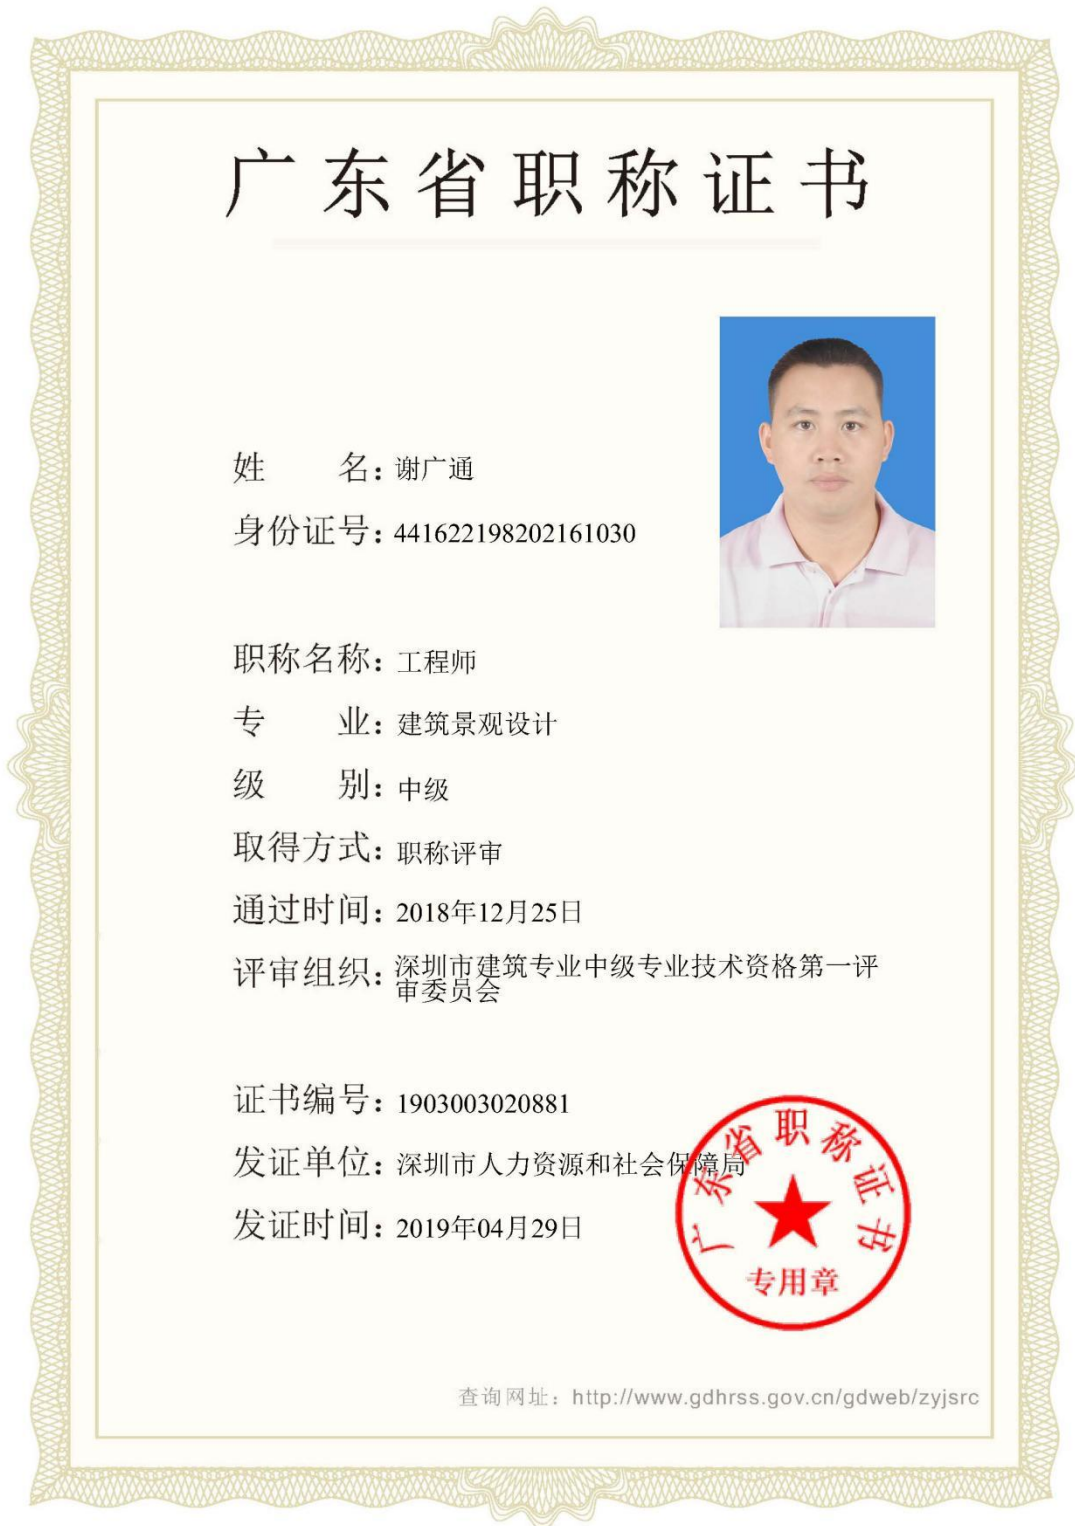 广东省职称证书
姓 名：谢广通
身份证号：441622198202161030
职称名称：工程师
专 业：建筑景观设计
级 别：中级
取得方式：职称评审
通过时间：2018年12月25日
评审组织：深圳市建筑专业中级专业技术资格第一评
审委员会
证书编号：1903003020881
发证单位：深圳市人力资源和社会保障局
发证时间：2019年04月29日
广东省职称证书
专用章
查询网址：http://www.gdhrss.gov.cn/gdweb/zyjsrc